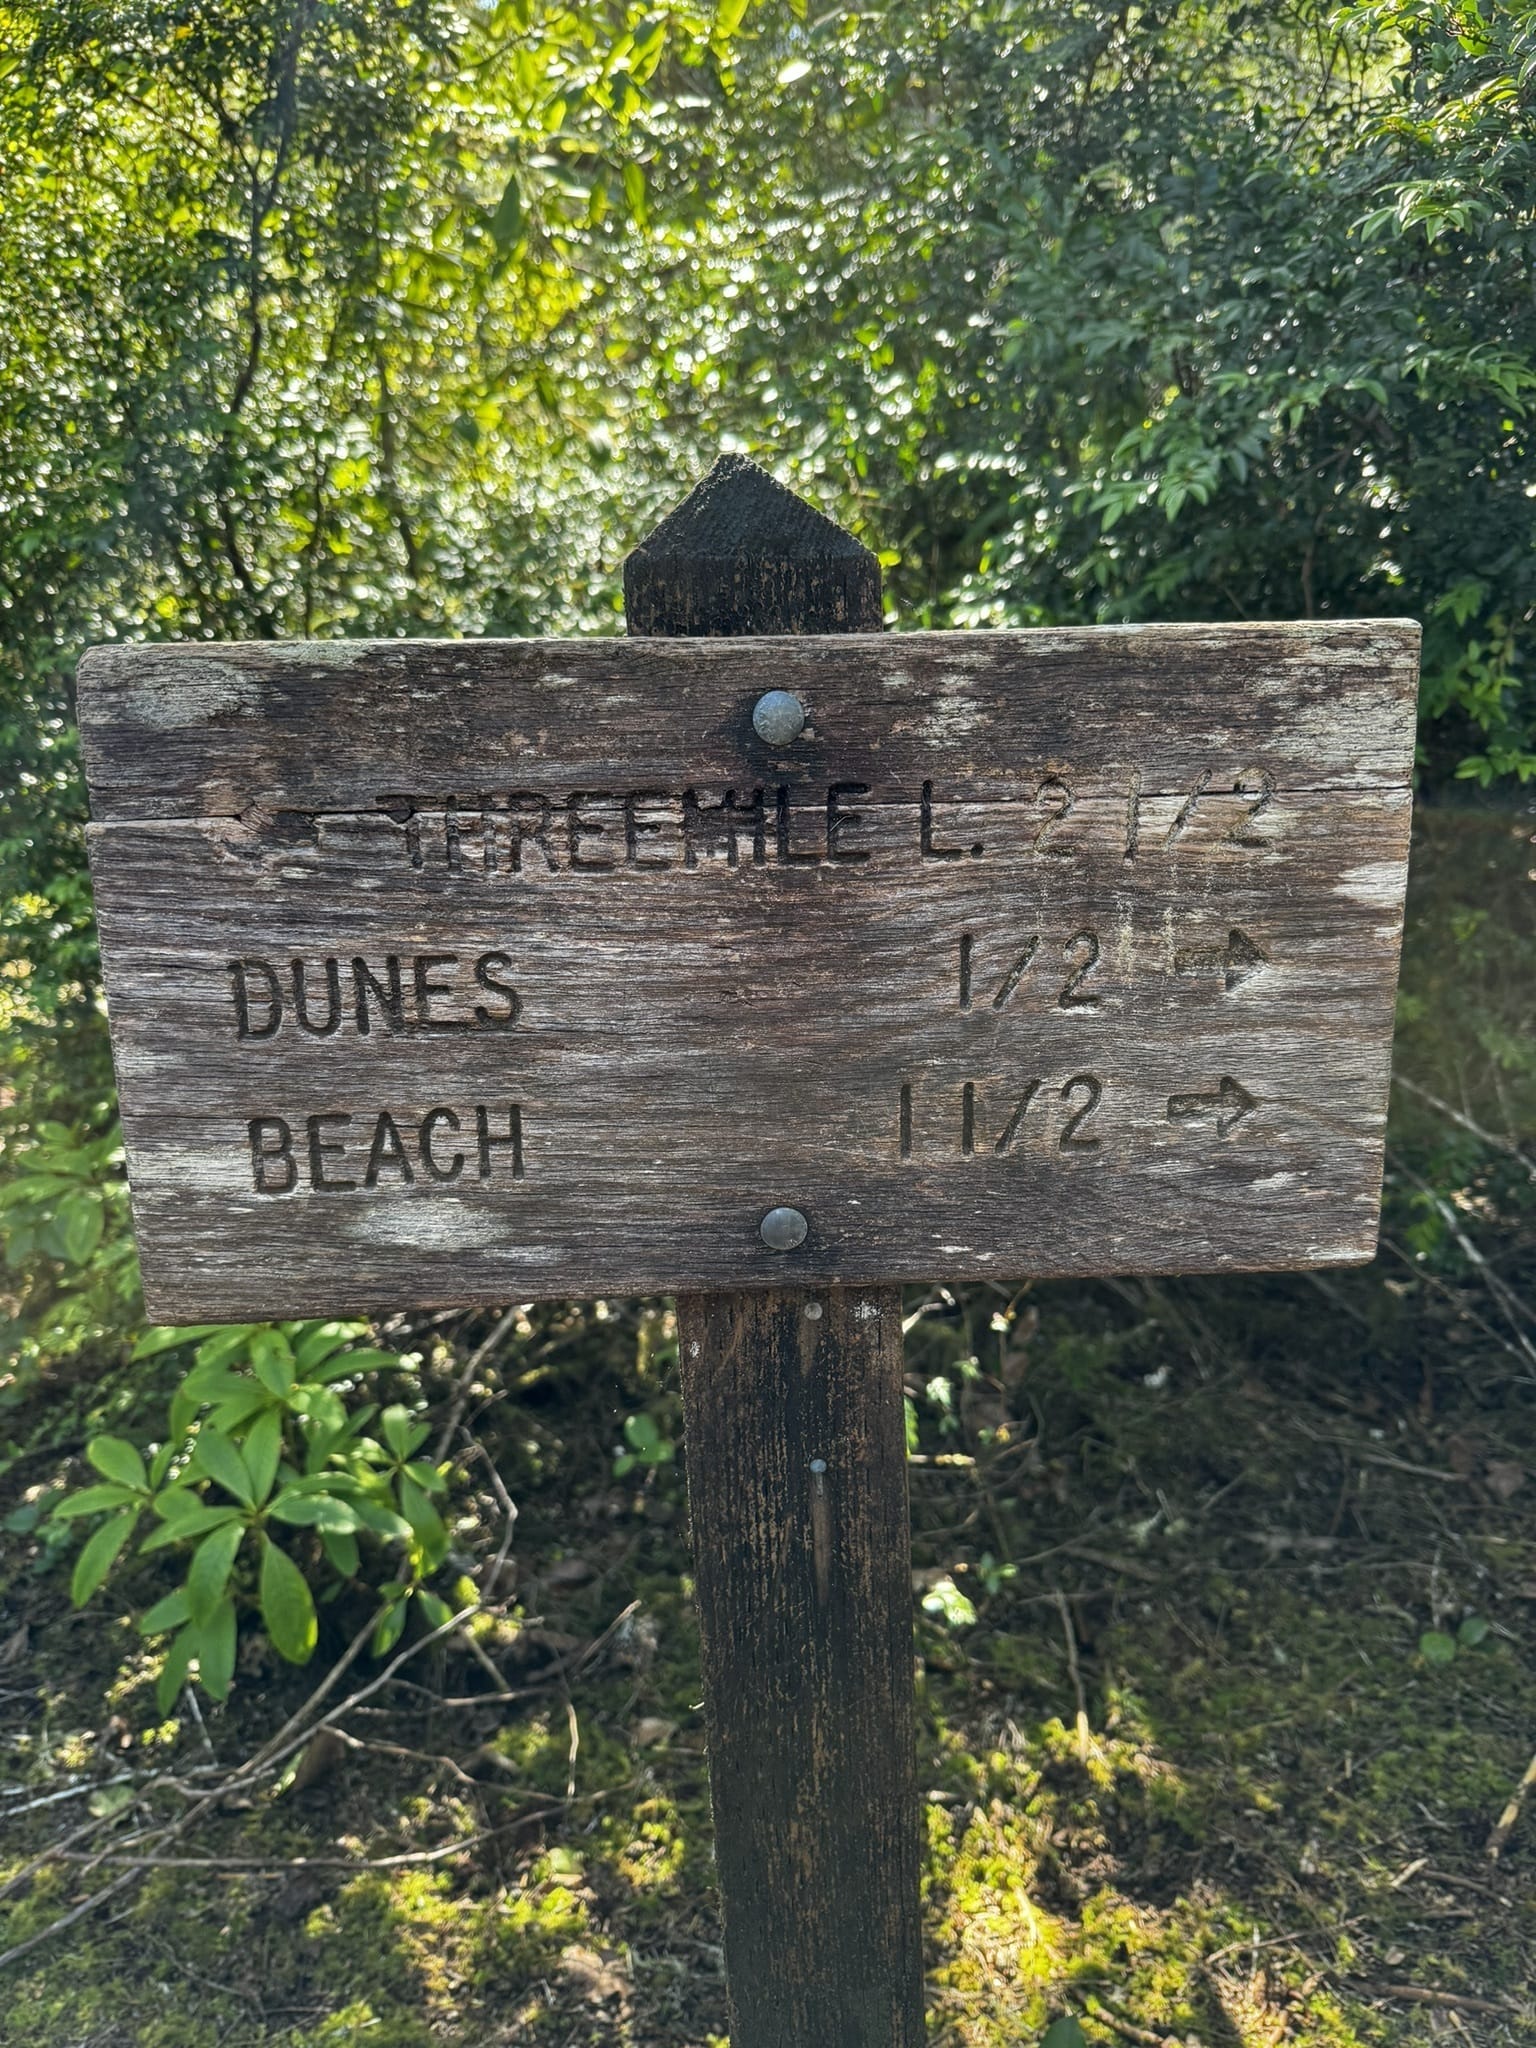 ← THREEMILE L. 2 1/2
DUNES 1/2 →
BEACH 1 1/2 →